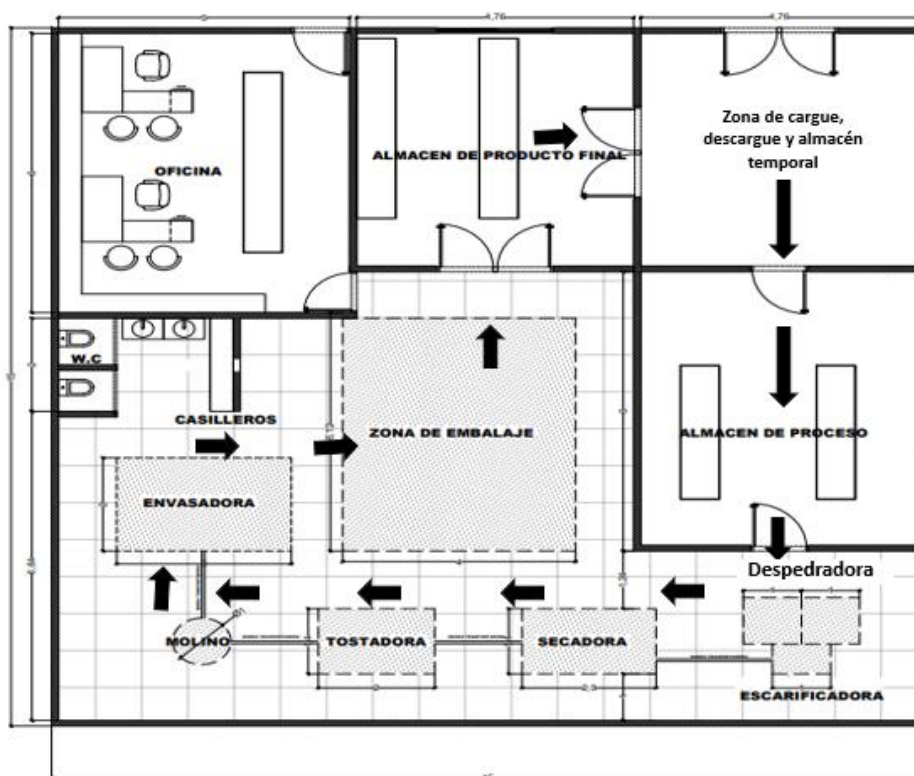 4,76
4,76
Zona de cargue,
descargue y almacén
temporal
ALMACEN DE PRODUCTO FINAL
OFICINA
W.C
CASILLEROS
ZONA DE EMBALAJE
ALMACEN DE PROCESO
ENVASADORA
Despedradora
MOLINO
TOSTADORA
SECADORA
ESCARIFICADORA